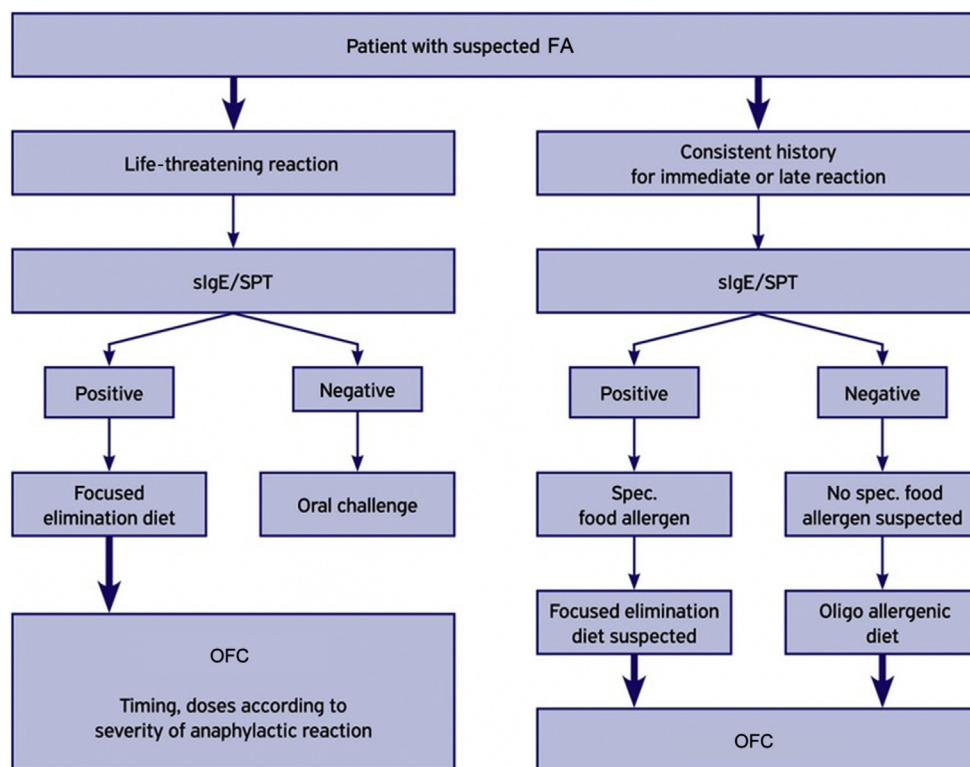 Patient with suspected FA
Life-threatening reaction
Consistent history
for immediate or late reaction
sIgE/SPT
sIgE/SPT
Positive
Negative
Positive
Negative
Focused
elimination diet
Oral challenge
Spec.
food allergen
No spec. food
allergen suspected
Focused elimination
diet suspected
Oligo allergenic
diet
OFC
Timing, doses according to
severity of anaphylactic reaction
OFC